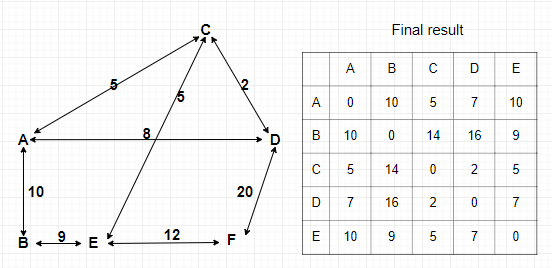 C
5
5
2
A
8
D
10
20
B
9
E
12
F
Final result
A B C D E
A 0 10 5 7 10
B 10 0 14 16 9
C 5 14 0 2 5
D 7 16 2 0 7
E 10 9 5 7 0